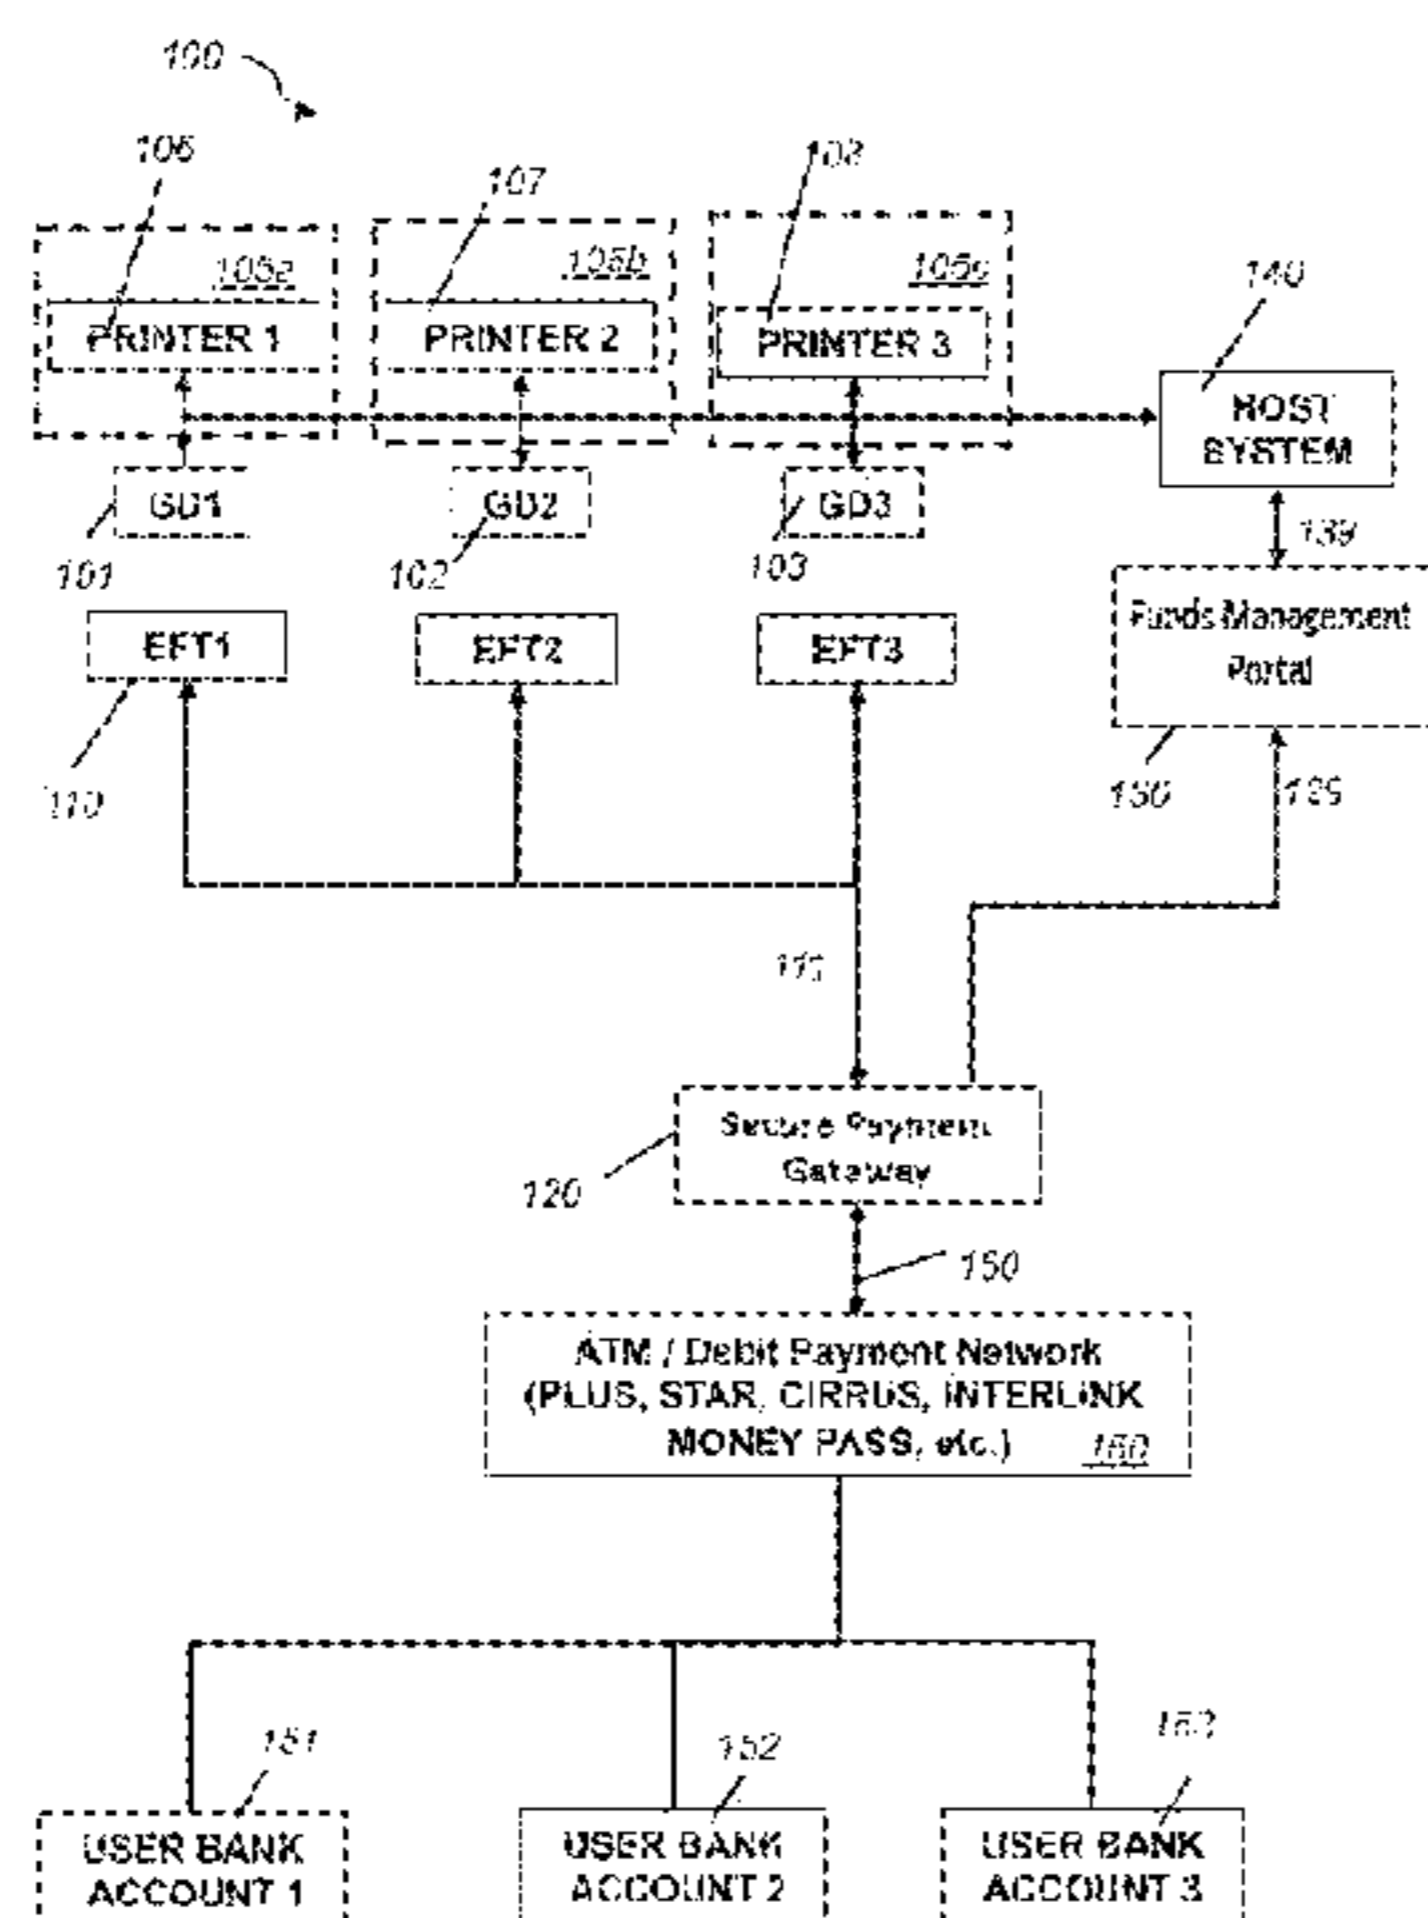 100
106
107
108
105a
105b
105c
140
PRINTER 1
PRINTER 2
PRINTER 3
HOST
SYSTEM
GD1
GD2
GD3
139
101
102
103
EFT1
EFT2
EFT3
Funds Management
Portal
110
Secure Payment
Gateway
120
150
ATM / Debit Payment Network
(PLUS, STAR, CIRRUS, INTERLINK
MONEY PASS, etc.)
151
152
USER BANK
ACCOUNT 1
USER BANK
ACCOUNT 2
USER BANK
ACCOUNT 3